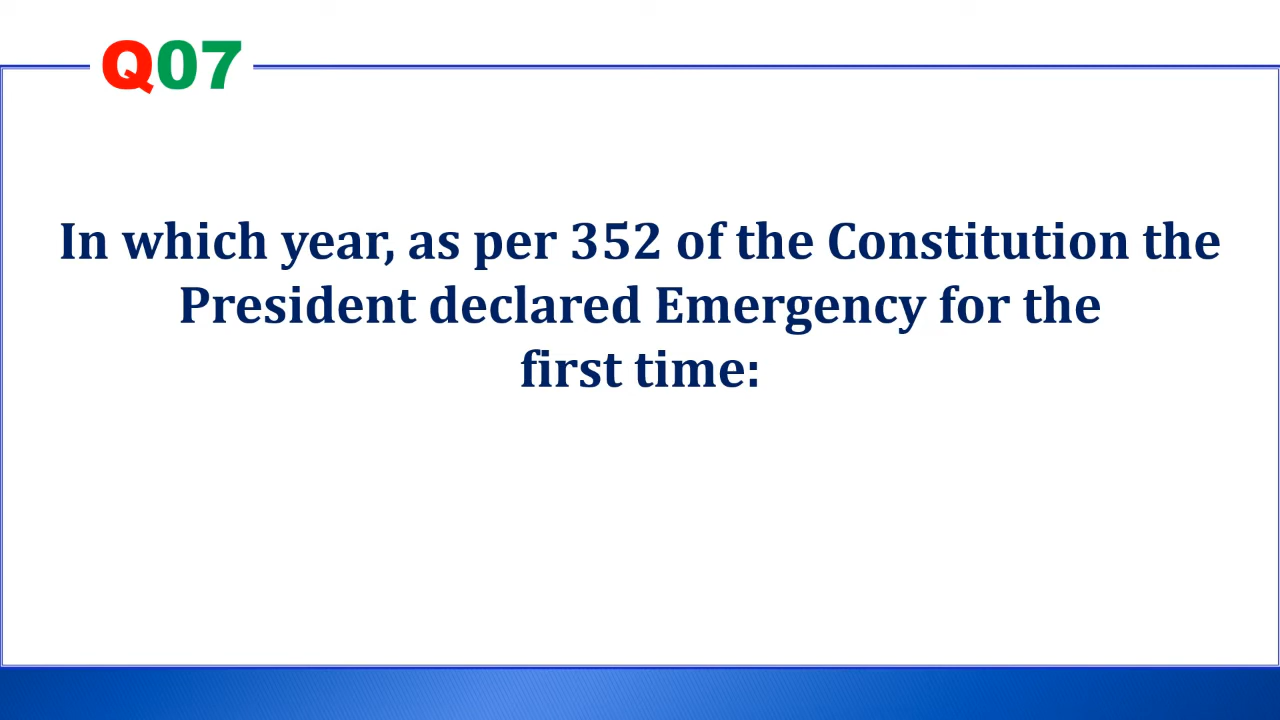 Q07
In which year, as per 352 of the Constitution the
President declared Emergency for the
first time: